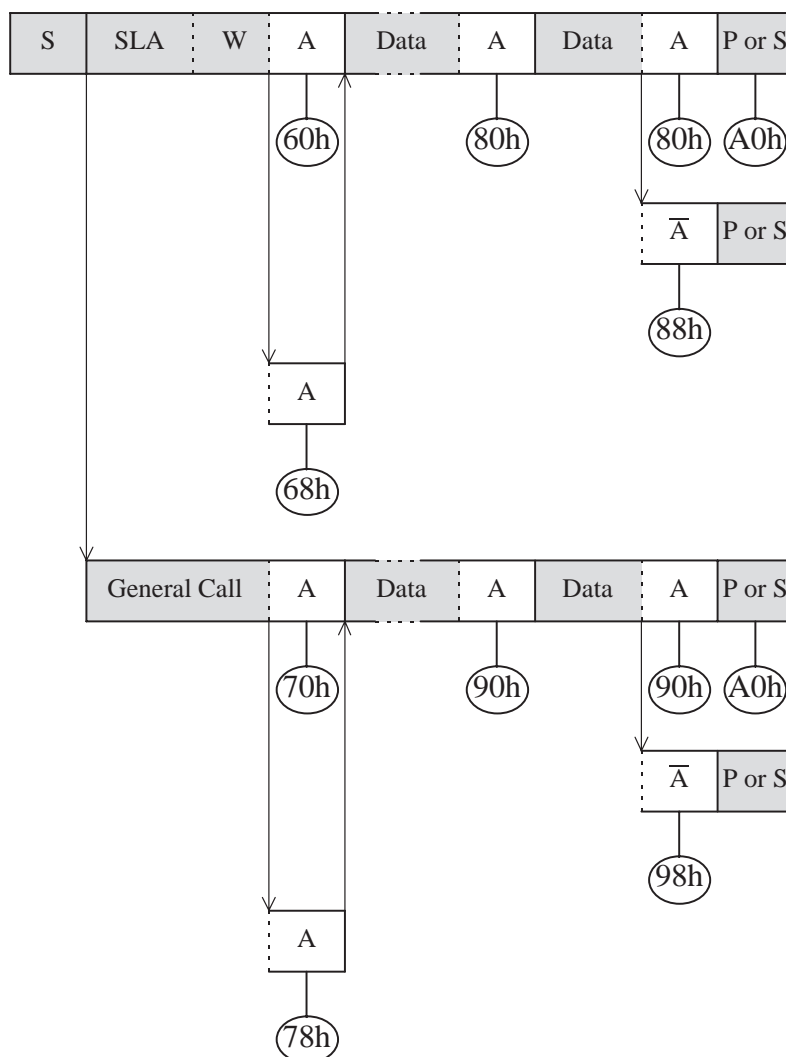 S SLA W A Data A Data A P or S
60h 80h 80h A0h
A̅ P or S
88h
A
68h
General Call A Data A Data A P or S
70h 90h 90h A0h
A̅ P or S
98h
A
78h